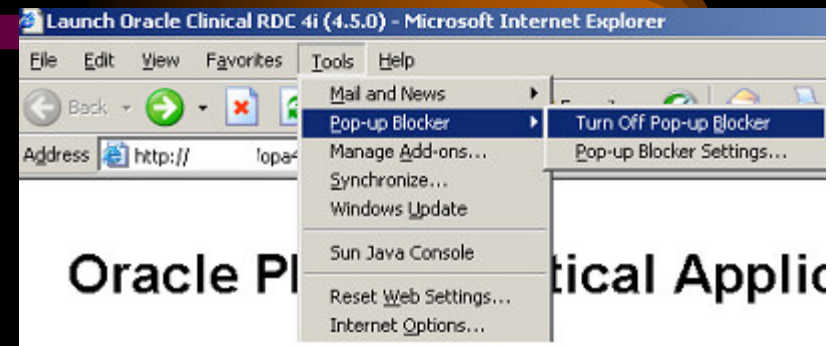 Launch Oracle Clinical RDC 4i (4.5.0) - Microsoft Internet Explorer
File Edit View Favorites Tools Help
Back
Address http:// opa4
Mail and News
Pop-up Blocker
Manage Add-ons...
Synchronize...
Windows Update
Sun Java Console
Reset Web Settings...
Internet Options...
Turn Off Pop-up Blocker
Pop-up Blocker Settings...
Oracle P tical Applic